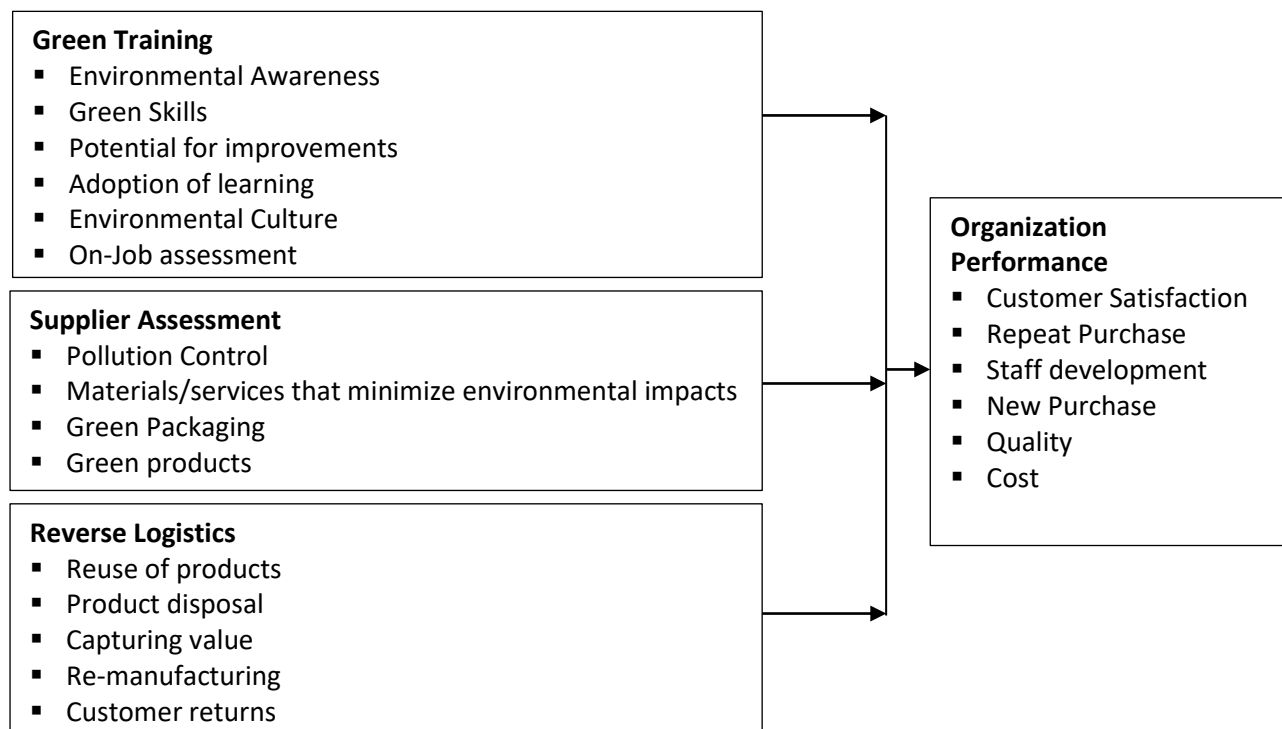 Green Training
▪ Environmental Awareness
▪ Green Skills
▪ Potential for improvements
▪ Adoption of learning
▪ Environmental Culture
▪ On-Job assessment
Supplier Assessment
▪ Pollution Control
▪ Materials/services that minimize environmental impacts
▪ Green Packaging
▪ Green products
Reverse Logistics
▪ Reuse of products
▪ Product disposal
▪ Capturing value
▪ Re-manufacturing
▪ Customer returns
Organization
Performance
▪ Customer Satisfaction
▪ Repeat Purchase
▪ Staff development
▪ New Purchase
▪ Quality
▪ Cost